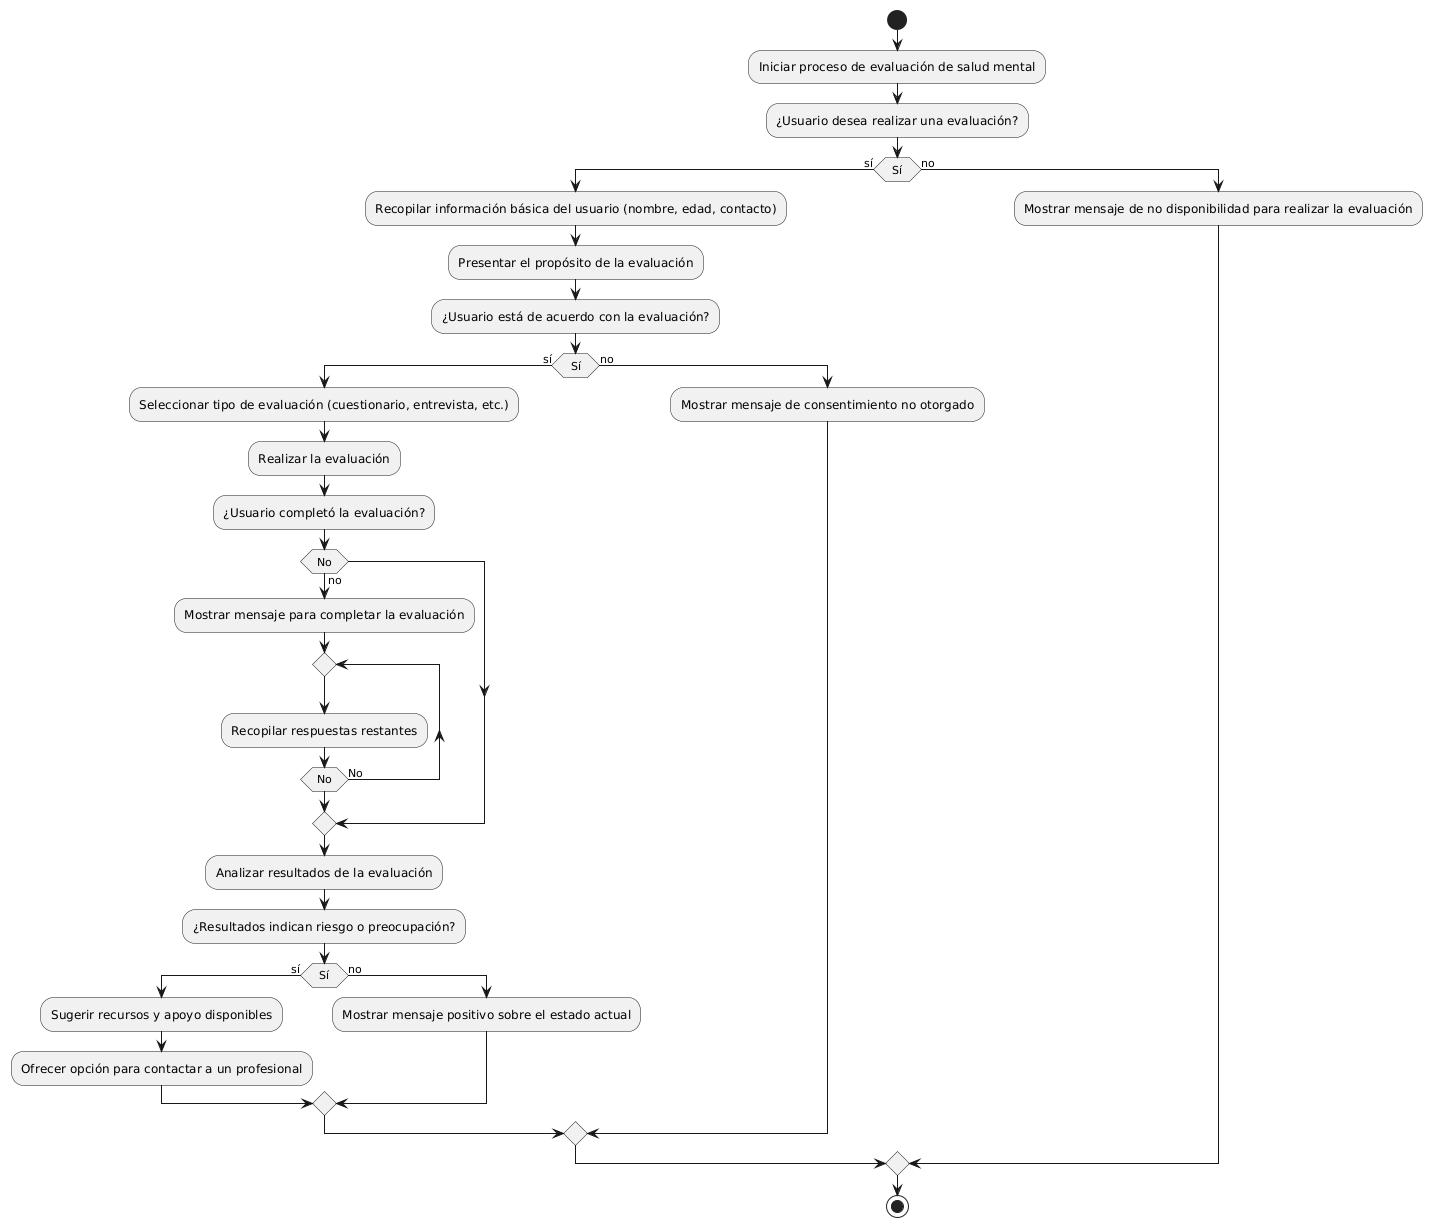 Iniciar proceso de evaluación de salud mental
¿Usuario desea realizar una evaluación?
sí
Sí
no
Recopilar información básica del usuario (nombre, edad, contacto)
Mostrar mensaje de no disponibilidad para realizar la evaluación
Presentar el propósito de la evaluación
¿Usuario está de acuerdo con la evaluación?
sí
Sí
no
Seleccionar tipo de evaluación (cuestionario, entrevista, etc.)
Mostrar mensaje de consentimiento no otorgado
Realizar la evaluación
¿Usuario completó la evaluación?
No
no
Mostrar mensaje para completar la evaluación
Recopilar respuestas restantes
No
No
Analizar resultados de la evaluación
¿Resultados indican riesgo o preocupación?
sí
Sí
no
Sugerir recursos y apoyo disponibles
Mostrar mensaje positivo sobre el estado actual
Ofrecer opción para contactar a un profesional